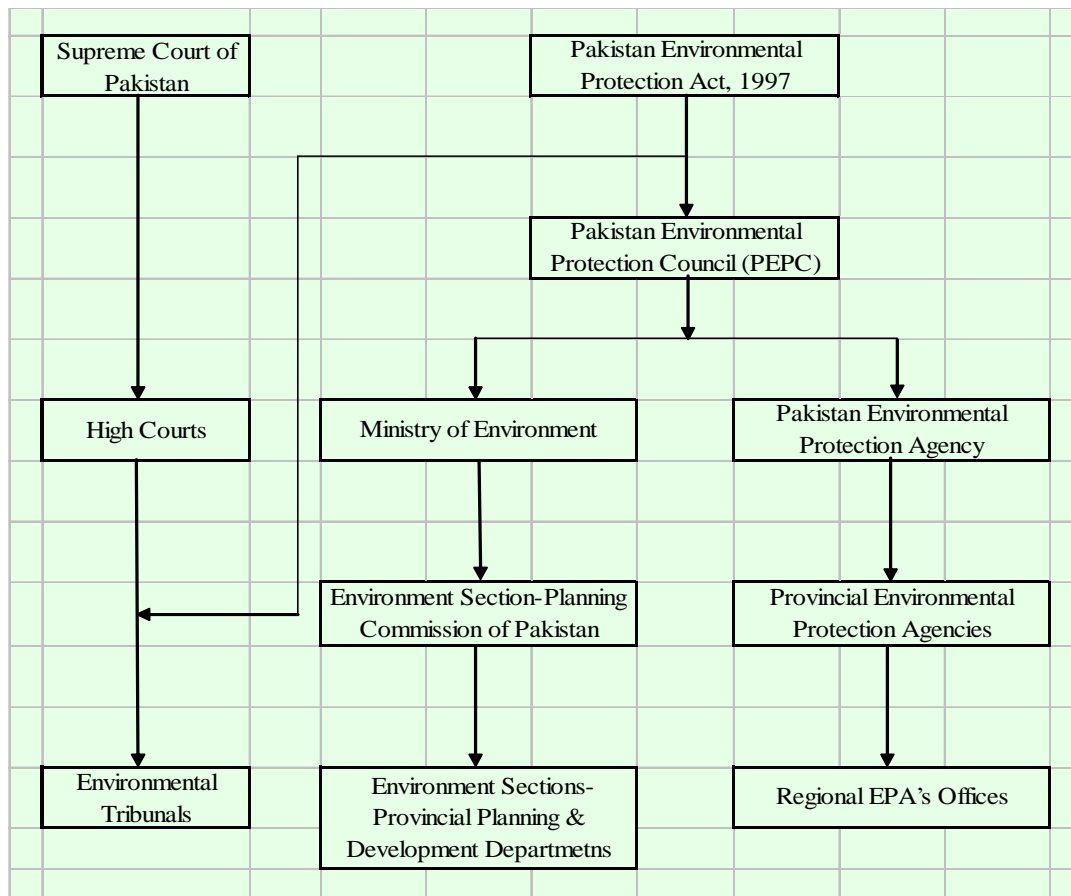 Supreme Court of
Pakistan
Pakistan Environmental
Protection Act, 1997
Pakistan Environmental
Protection Council (PEPC)
High Courts
Ministry of Environment
Pakistan Environmental
Protection Agency
Environment Section-Planning
Commission of Pakistan
Provincial Environmental
Protection Agencies
Environmental
Tribunals
Environment Sections-
Provincial Planning &
Development Departmetns
Regional EPA's Offices